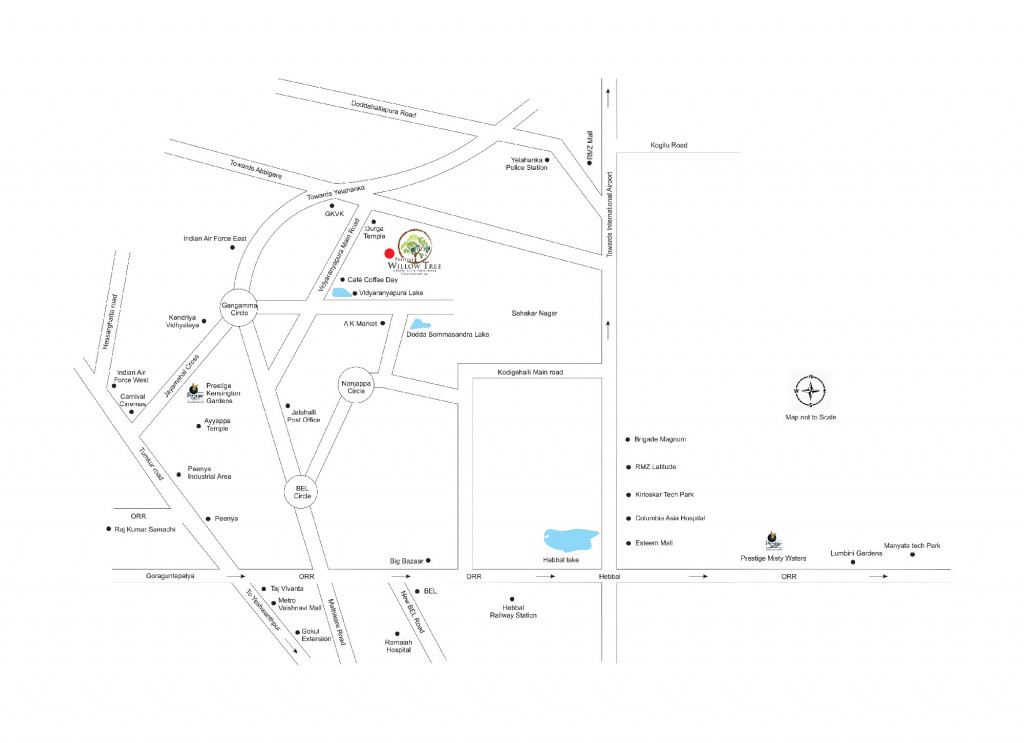 Doddaballapura Road
RMZ Mall
Kogilu Road
Yelahanka
Police Station
Towards Abbigere
Towards Yelahanka
Towards International Airport
GKVK
Durga
Temple
Vidyaranyapura Main Road
Indian Air Force East
Prestige
WILLOW TREE
Café Coffee Day
Vidyaranyapura Lake
Gangamma
Circle
Hessarghatta road
Kendriya
Vidhyalaya
A K Market
Dodda Bommasandra Lake
Sahakar Nagar
Jayamahal Cross
Indian Air
Force West
Carnival
Cinemas
Prestige
Kensington
Gardens
Nanjappa
Circle
Kodigehalli Main road
N
W
E
S
Map not to Scale
Jalahalli
Post Office
Ayyappa
Temple
Brigade Magnum
Tumkur road
Peenya
Industrial Area
RMZ Latitude
BEL
Circle
Kirloskar Tech Park
ORR
Raj Kumar Samadhi
Peenya
Columbia Asia Hospital
Esteem Mall
Prestige
Prestige Misty Waters
Manyata tech Park
Lumbini Gardens
Big Bazaar
Hebbal lake
Goraguntepalya
ORR
ORR
Hebbal
ORR
Taj Vivanta
Metro
Vaishnavi Mall
To Yeshwanthpur
Mathikere Road
New BEL Road
BEL
Hebbal
Railway Station
Gokul
Extension
Ramaiah
Hospital